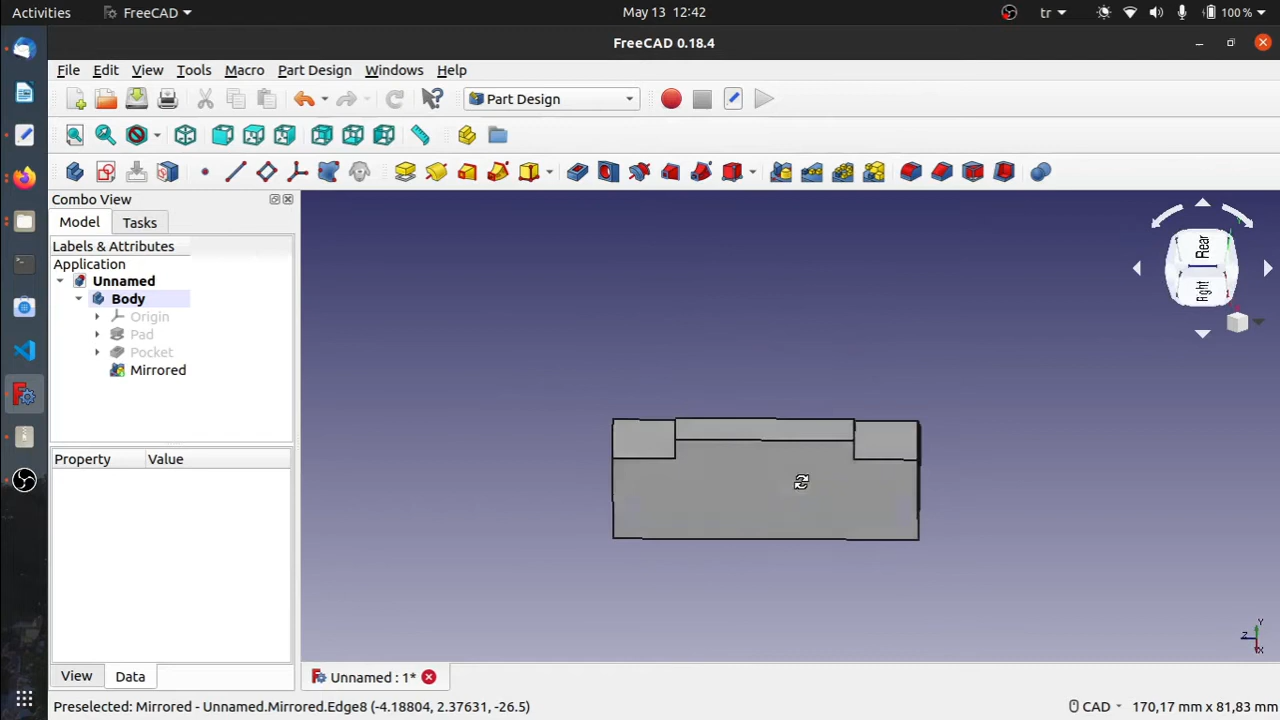 Activities FreeCAD May 13 12:42 tr 100 %
FreeCAD 0.18.4
File Edit View Tools Macro Part Design Windows Help
Part Design
Combo View
Model Tasks
Labels & Attributes
Application
Unnamed
Body
Origin
Pad
Pocket
Mirrored
Property Value
View Data
Rear
Right
Y
Z
X
Unnamed : 1*
Preselected: Mirrored - Unnamed.Mirrored.Edge8 (-4.18804, 2.37631, -26.5) CAD 170,17 mm x 81,83 mm